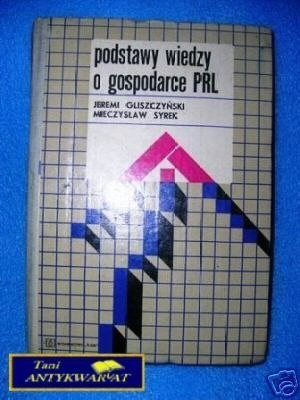 podstawy wiedzy
o gospodarce PRL
JEREMI GLISZCZYŃSKI
MIECZYSŁAW SYREK
Tani
ANTYKWARIAT